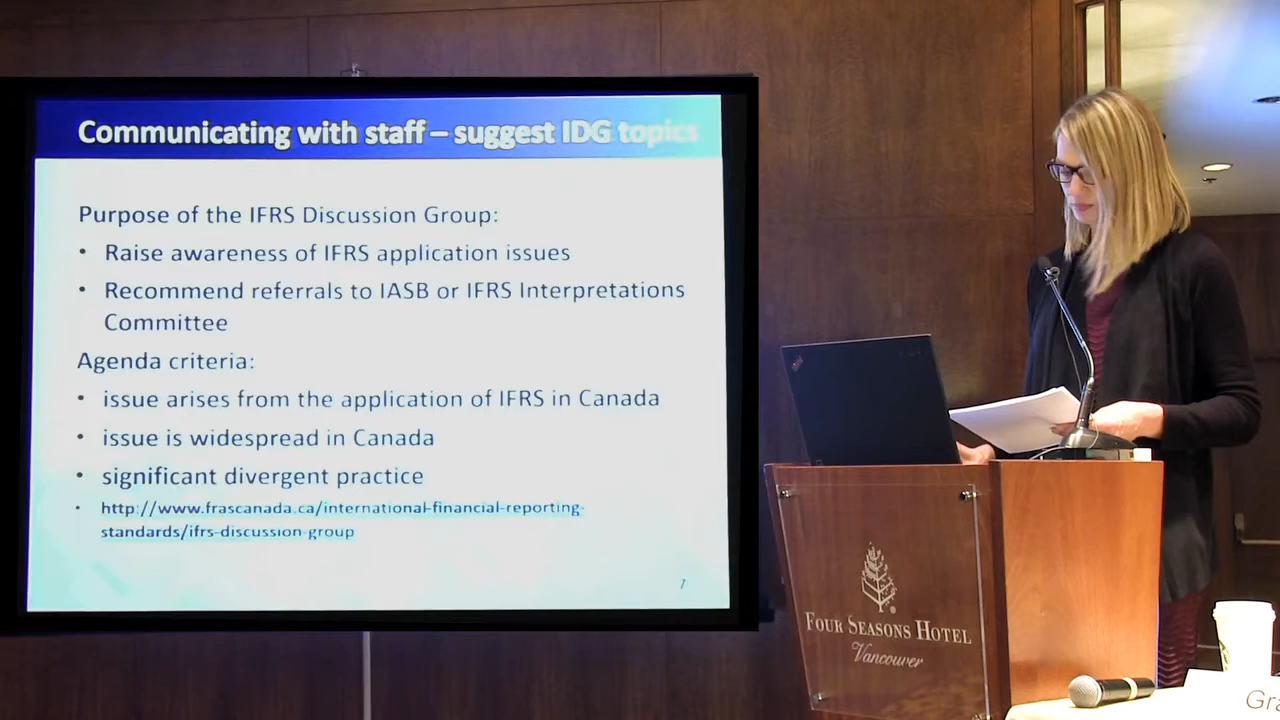 Communicating with staff – suggest IDG topics
Purpose of the IFRS Discussion Group:
• Raise awareness of IFRS application issues
• Recommend referrals to IASB or IFRS Interpretations
Committee
Agenda criteria:
• issue arises from the application of IFRS in Canada
• issue is widespread in Canada
• significant divergent practice
• http://www.frascanada.ca/international-financial-reporting-
standards/ifrs-discussion-group
7
FOUR SEASONS HOTEL
Vancouver
Gra